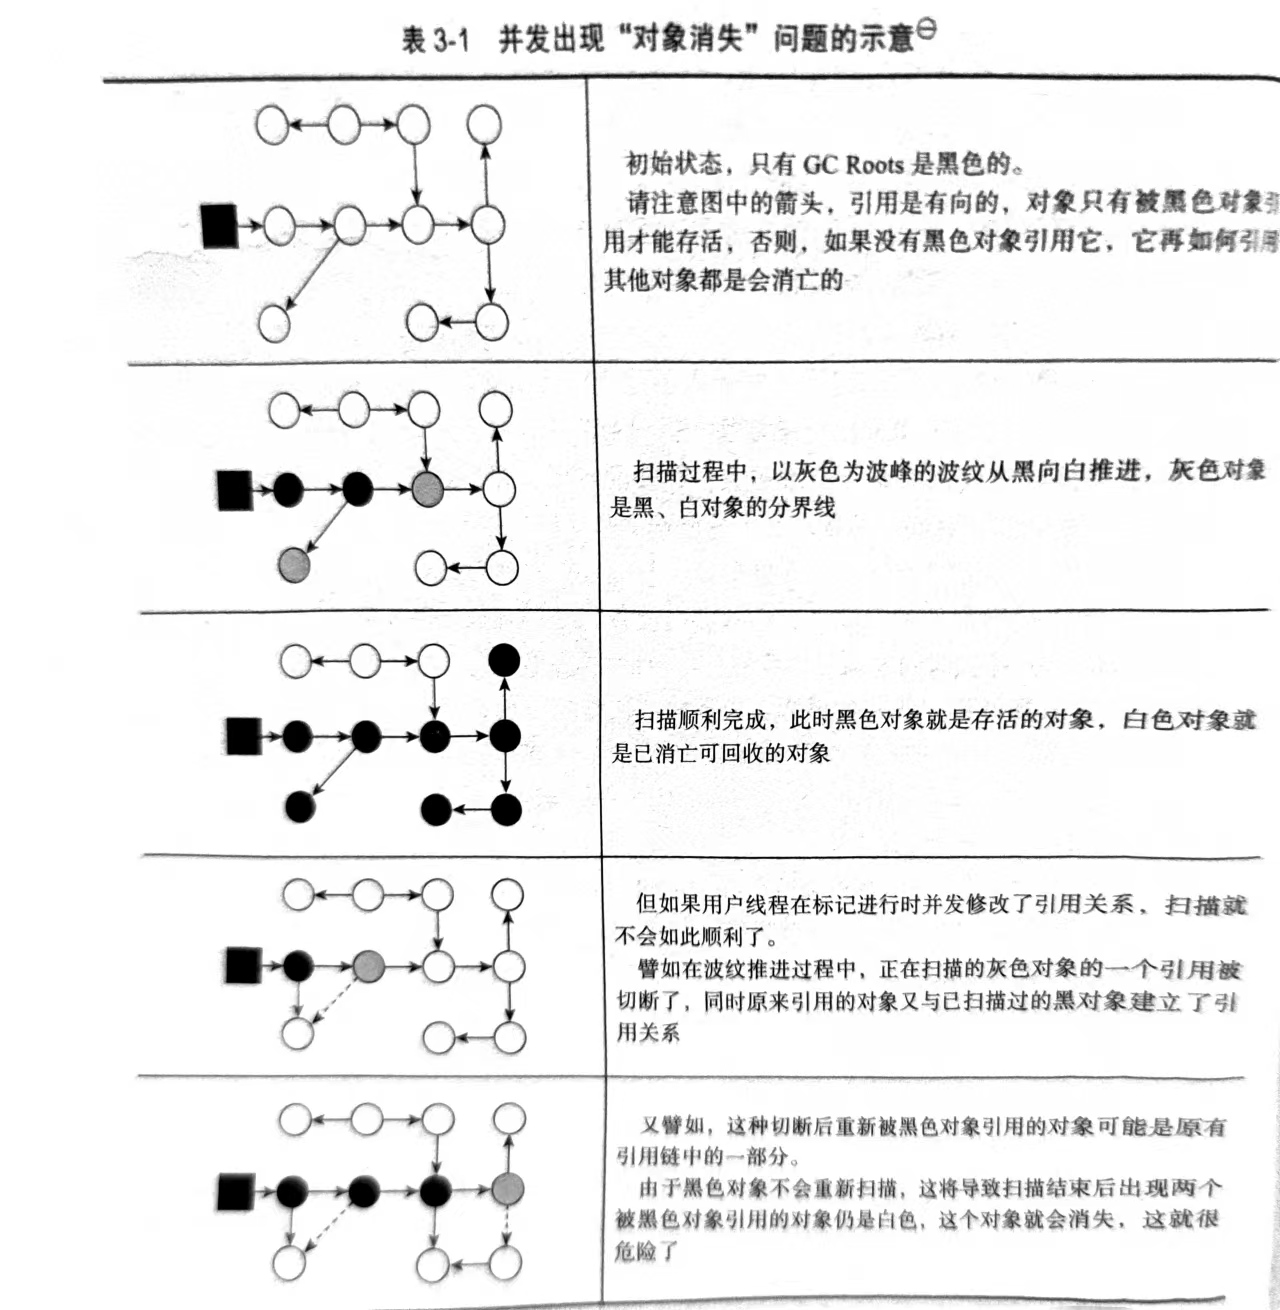 表 3-1 并发出现“对象消失”问题的示意㊀
初始状态，只有 GC Roots 是黑色的。
请注意图中的箭头，引用是有向的，对象只有被黑色对象引
用才能存活，否则，如果没有黑色对象引用它，它再如何引用
其他对象都是会消亡的
扫描过程中，以灰色为波峰的波纹从黑向白推进，灰色对象
是黑、白对象的分界线
扫描顺利完成，此时黑色对象就是存活的对象，白色对象就
是已消亡可回收的对象
但如果用户线程在标记进行时并发修改了引用关系，扫描就
不会如此顺利了。
譬如在波纹推进过程中，正在扫描的灰色对象的一个引用被
切断了，同时原来引用的对象又与已扫描过的黑对象建立了引
用关系
又譬如，这种切断后重新被黑色对象引用的对象可能是原有
引用链中的一部分。
由于黑色对象不会重新扫描，这将导致扫描结束后出现两个
被黑色对象引用的对象仍是白色，这个对象就会消失，这就很
危险了